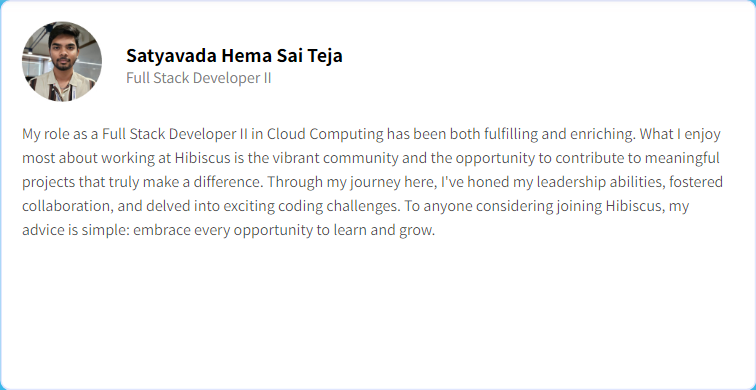 Satyavada Hema Sai Teja
Full Stack Developer II
My role as a Full Stack Developer II in Cloud Computing has been both fulfilling and enriching. What I enjoy
most about working at Hibiscus is the vibrant community and the opportunity to contribute to meaningful
projects that truly make a difference. Through my journey here, I've honed my leadership abilities, fostered
collaboration, and delved into exciting coding challenges. To anyone considering joining Hibiscus, my
advice is simple: embrace every opportunity to learn and grow.